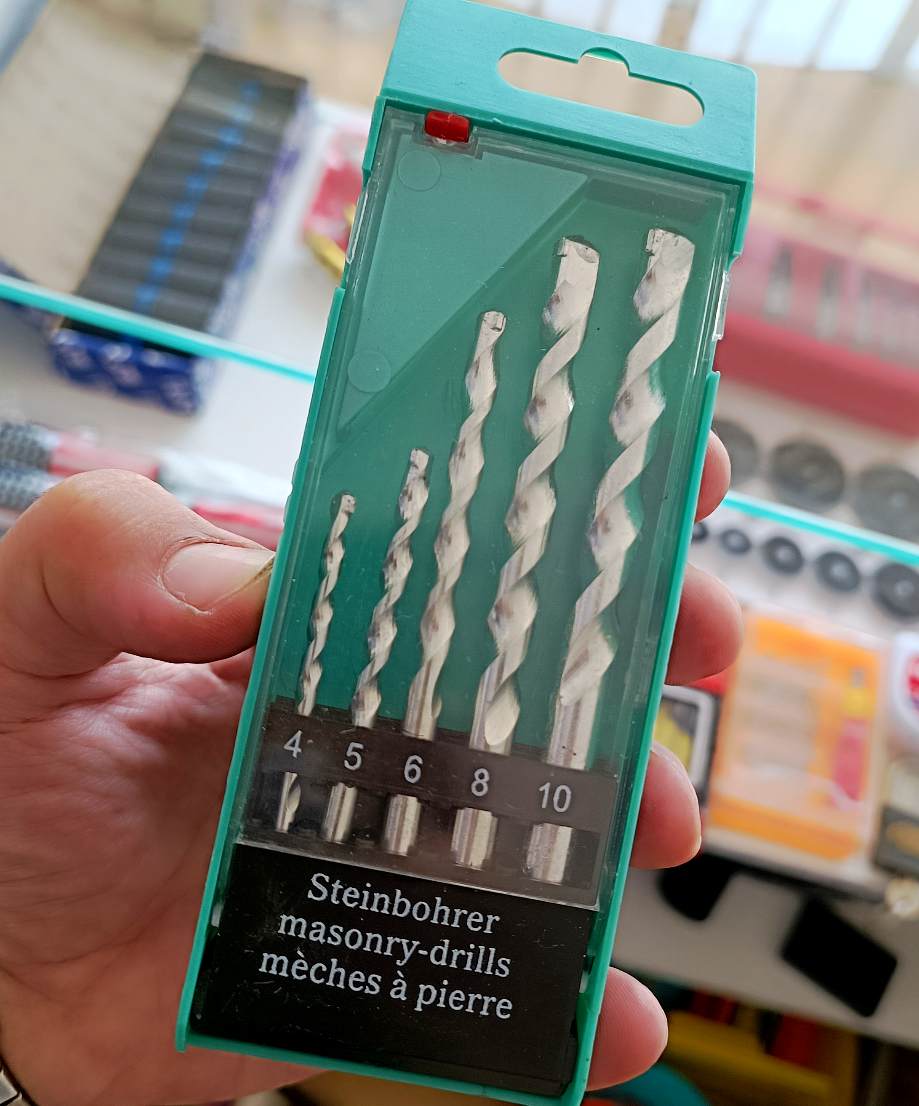 4 5 6 8 10
Steinbohrer
masonry-drills
mèches à pierre